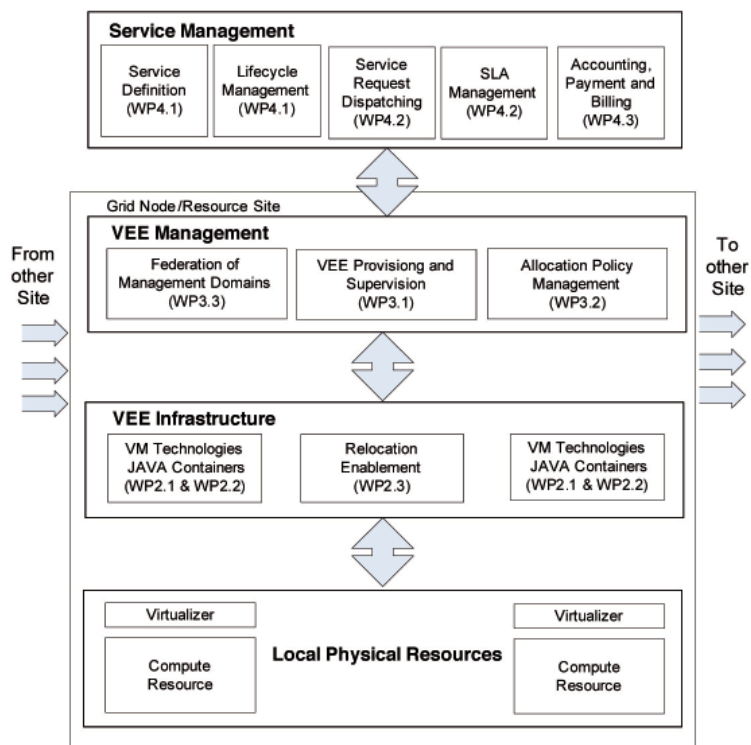 Service Management
Service
Definition
(WP4.1)
Lifecycle
Management
(WP4.1)
Service
Request
Dispatching
(WP4.2)
SLA
Management
(WP4.2)
Accounting,
Payment and
Billing
(WP4.3)
Grid Node/Resource Site
VEE Management
From
other
Site
Federation of
Management Domains
(WP3.3)
VEE Provisiong and
Supervision
(WP3.1)
Allocation Policy
Management
(WP3.2)
To
other
Site
VEE Infrastructure
VM Technologies
JAVA Containers
(WP2.1 & WP2.2)
Relocation
Enablement
(WP2.3)
VM Technologies
JAVA Containers
(WP2.1 & WP2.2)
Virtualizer
Compute
Resource
Local Physical Resources
Virtualizer
Compute
Resource